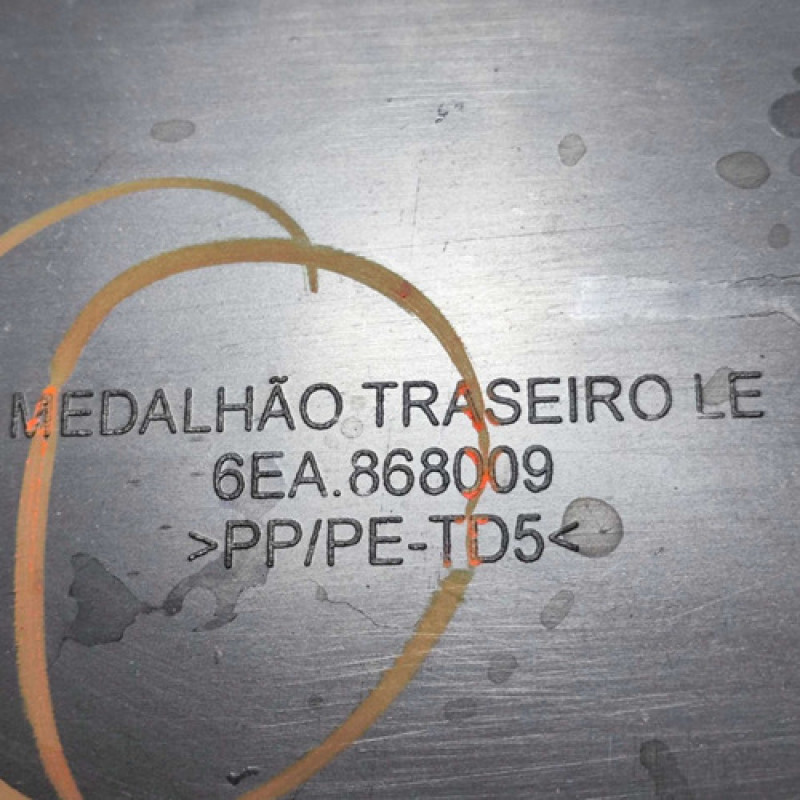 MEDALHÃO TRASEIRO LE
6EA.868009
>PP/PE-TD5<